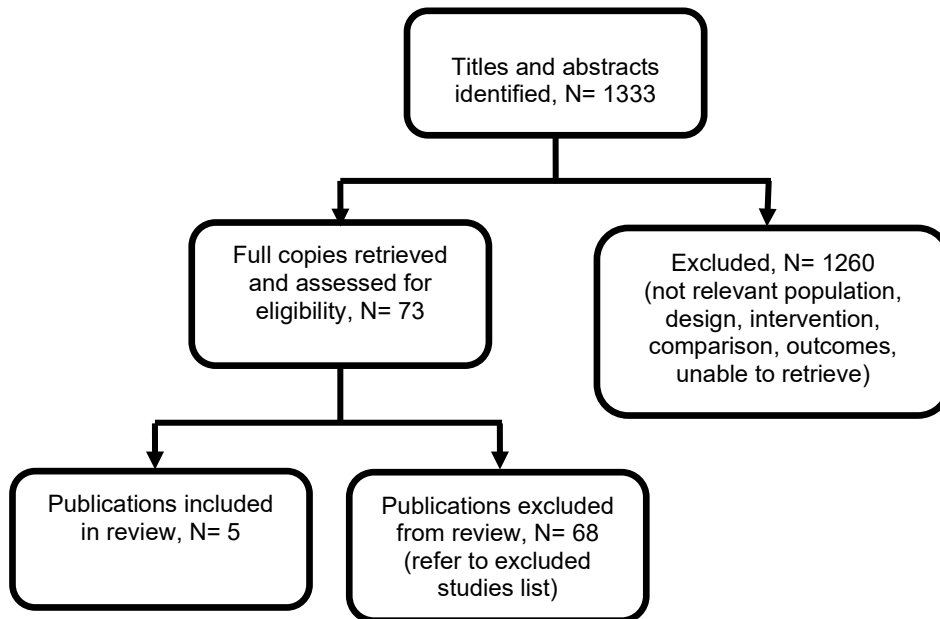 Titles and abstracts
identified, N= 1333
Full copies retrieved
and assessed for
eligibility, N= 73
Excluded, N= 1260
(not relevant population,
design, intervention,
comparison, outcomes,
unable to retrieve)
Publications included
in review, N= 5
Publications excluded
from review, N= 68
(refer to excluded
studies list)